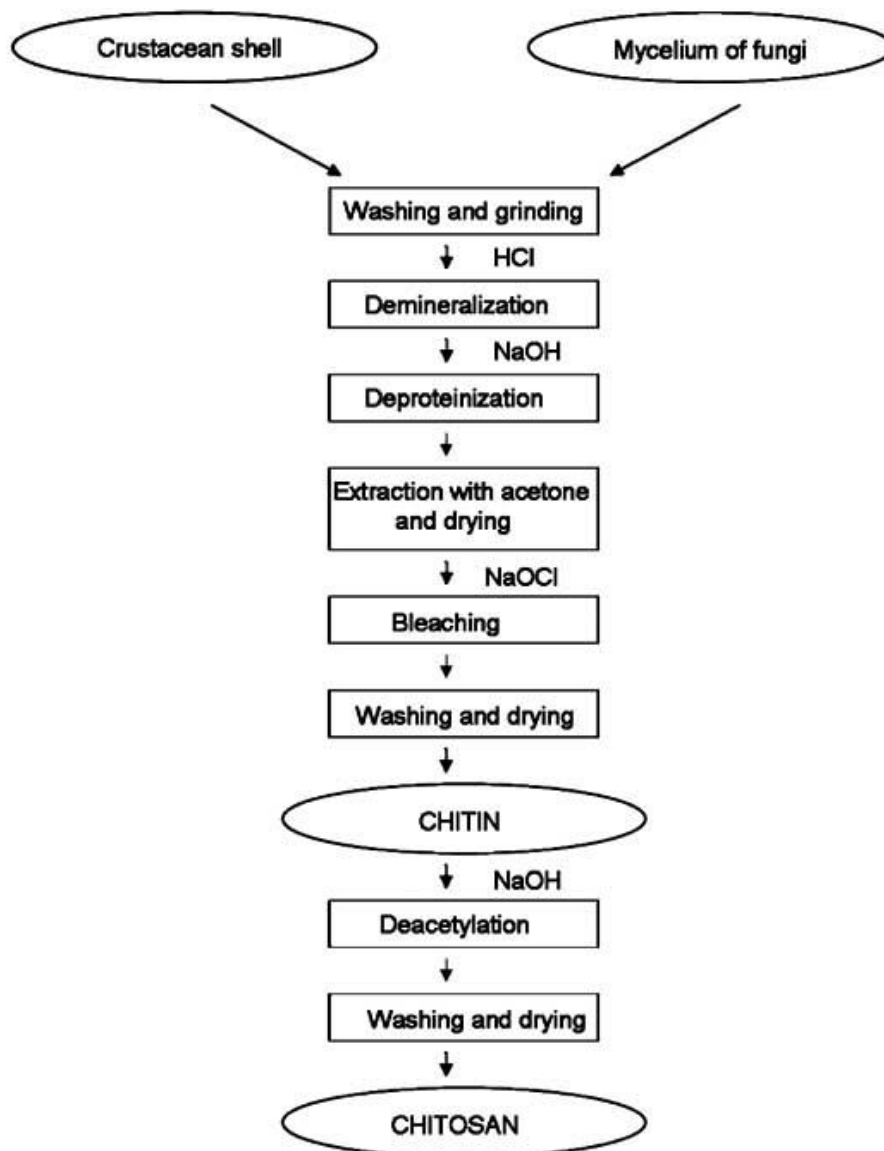 Crustacean shell
Mycelium of fungi
Washing and grinding
HCl
Demineralization
NaOH
Deproteinization
Extraction with acetone
and drying
NaOCl
Bleaching
Washing and drying
CHITIN
NaOH
Deacetylation
Washing and drying
CHITOSAN